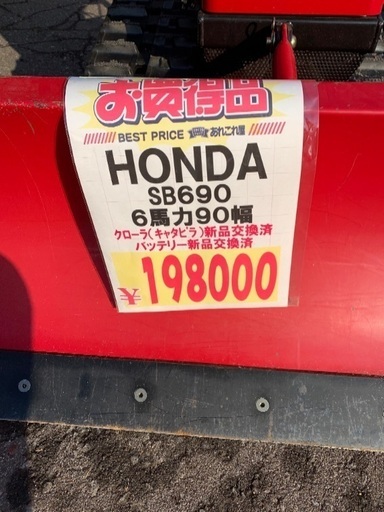 お買得品
BEST PRICE あれこれ屋
HONDA
SB690
6馬力90幅
クローラ(キャタピラ)新品交換済
バッテリー新品交換済
¥198000